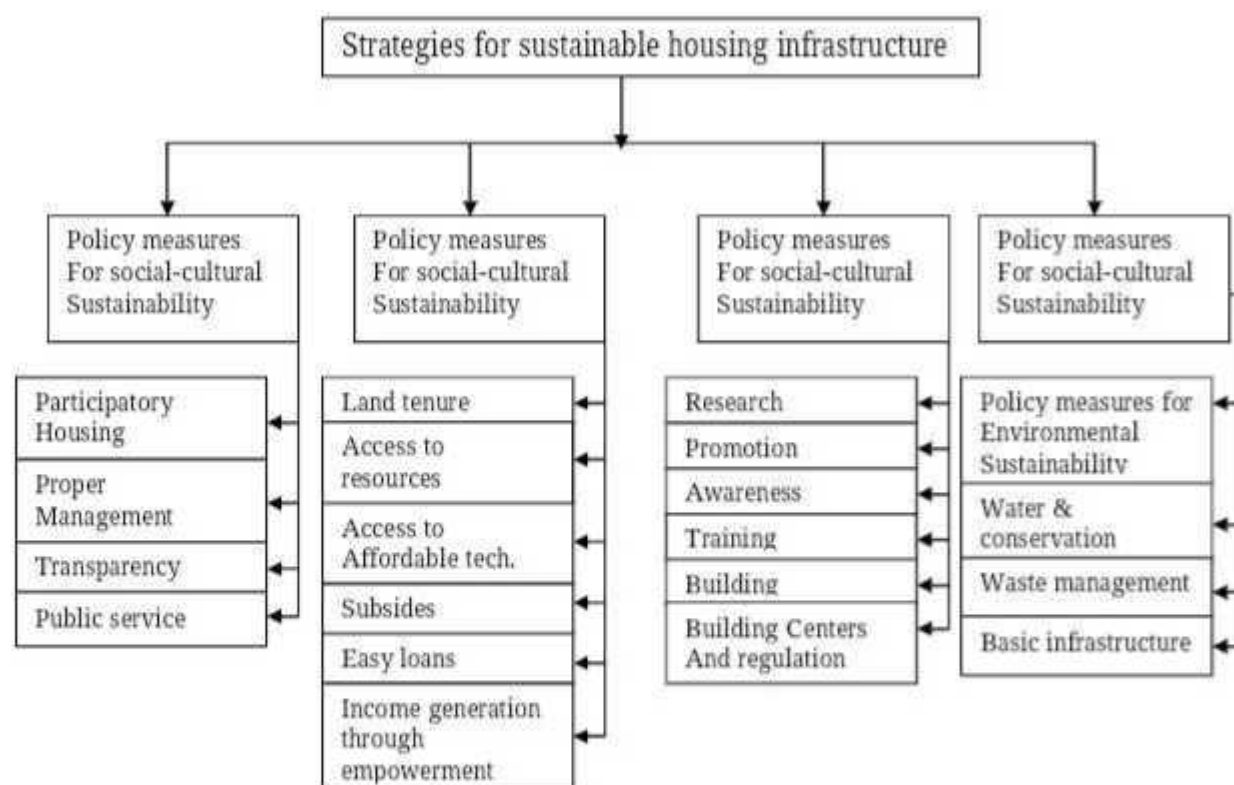 Strategies for sustainable housing infrastructure
Policy measures
For social-cultural
Sustainability
Participatory
Housing
Proper
Management
Transparency
Public service
Policy measures
For social-cultural
Sustainability
Land tenure
Access to
resources
Access to
Affordable tech.
Subsides
Easy loans
Income generation
through
empowerment
Policy measures
For social-cultural
Sustainability
Research
Promotion
Awareness
Training
Building
Building Centers
And regulation
Policy measures
For social-cultural
Sustainability
Policy measures for
Environmental
Sustainability
Water &
conservation
Waste management
Basic infrastructure